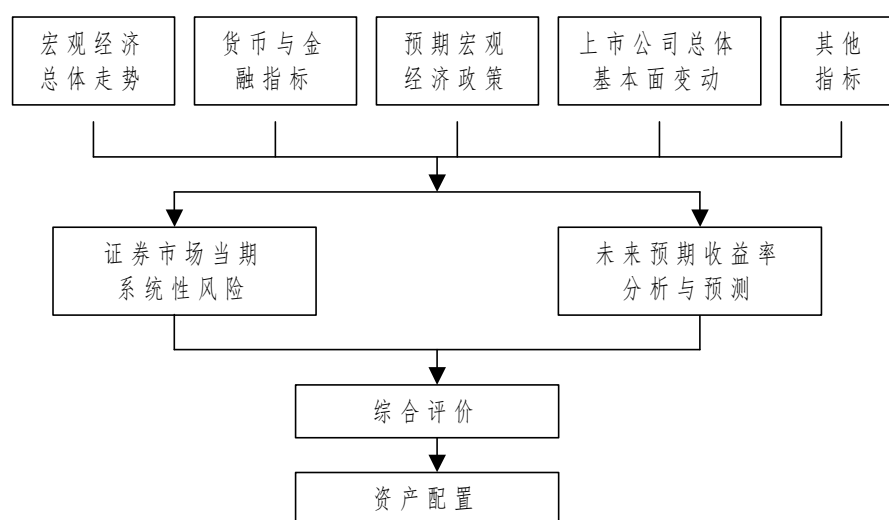 宏观经济
总体走势
货币与金
融指标
预期宏观
经济政策
上市公司总体
基本面变动
其他
指标
证券市场当期
系统性风险
未来预期收益率
分析与预测
综合评价
资产配置